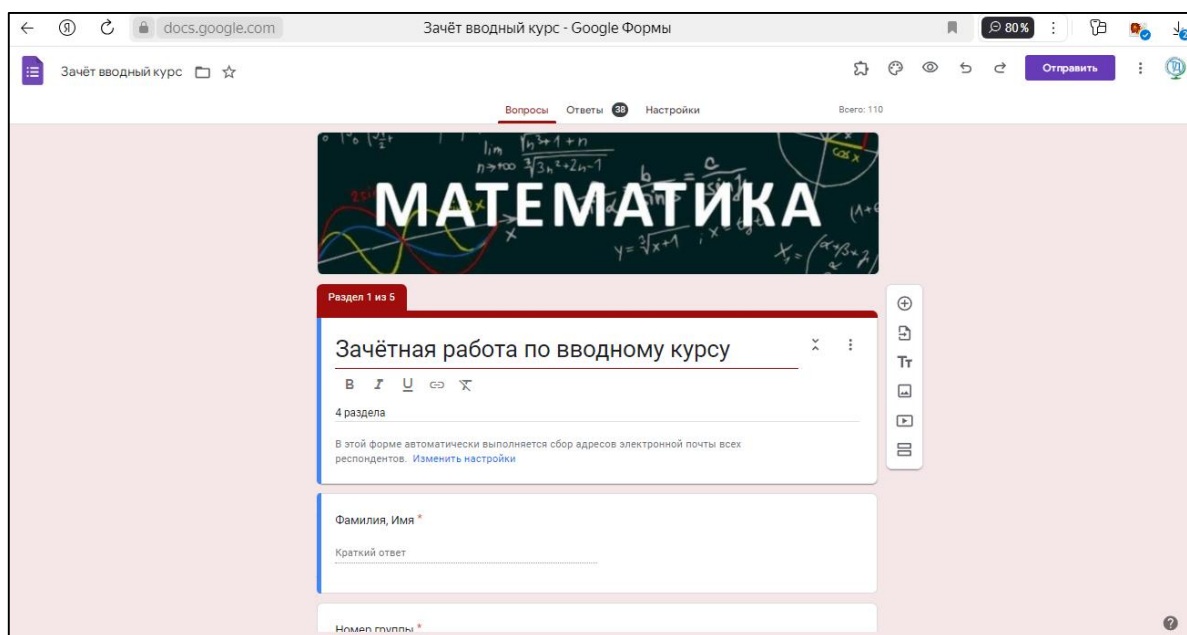 docs.google.com
Зачёт вводный курс - Google Формы
80%
Зачёт вводный курс
Отправить
Вопросы Ответы 38 Настройки
Всего: 110
МАТЕМАТИКА
Раздел 1 из 5
Зачётная работа по вводному курсу
B I U
4 раздела
В этой форме автоматически выполняется сбор адресов электронной почты всех
респондентов. Изменить настройки
Фамилия, Имя *
Краткий ответ
Номер группы *